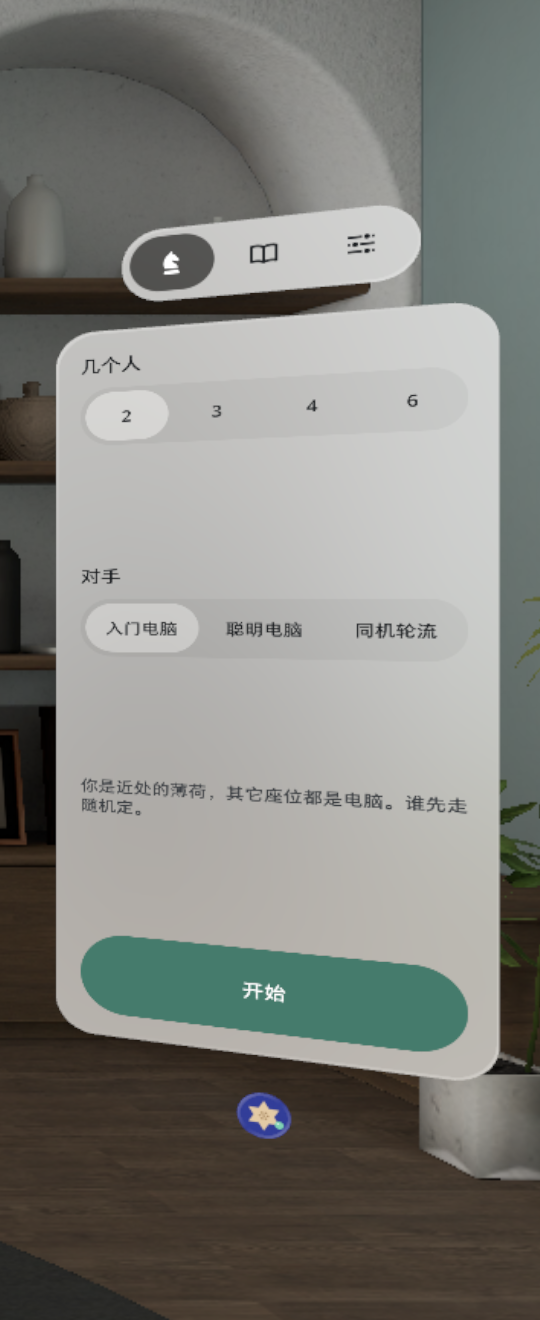 几个人
2 3 4 6
对手
入门电脑 聪明电脑 同机轮流
你是近处的薄荷，其它座位都是电脑。谁先走
随机定。
开始